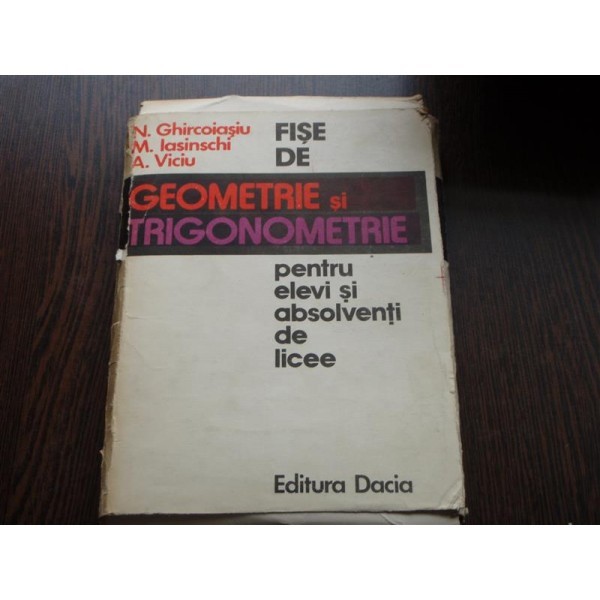 N. Ghircoiaşiu
M. Iasinschi
A. Viciu
FIŞE
DE
GEOMETRIE şi
TRIGONOMETRIE
pentru
elevi şi
absolvenţi
de
licee
Editura Dacia